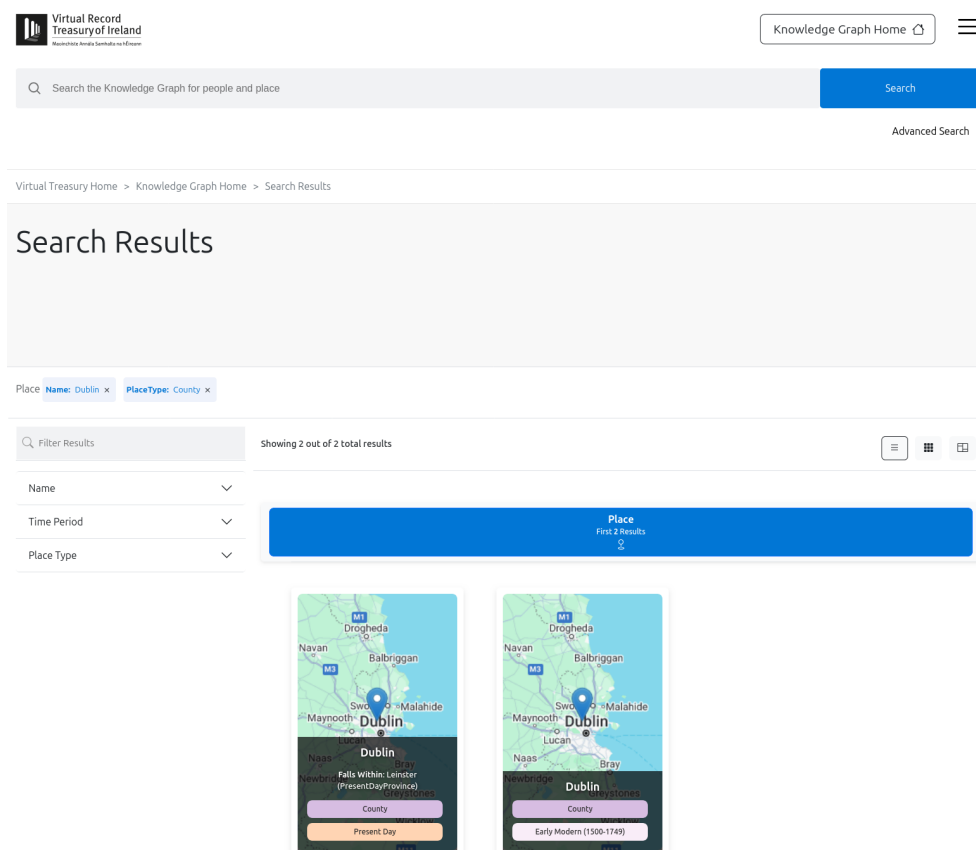 Virtual Record
Treasury of Ireland
Knowledge Graph Home
Search the Knowledge Graph for people and place
Search
Advanced Search
Virtual Treasury Home > Knowledge Graph Home > Search Results
Search Results
Place Name: Dublin × PlaceType: County ×
Filter Results
Showing 2 out of 2 total results
Name
Time Period
Place Type
Place
First 2 Results
M1
Drogheda
Navan
Balbriggan
M3
Malahide
Maynooth
Dublin
Lucan
Naas
Bray
Newbridge
Greystones
Dublin
Falls Within: Leinster
(PresentDayProvince)
County
Present Day
M1
Drogheda
Navan
Balbriggan
M3
Malahide
Maynooth
Dublin
Lucan
Naas
Bray
Newbridge
Greystones
Dublin
County
Early Modern (1500-1749)